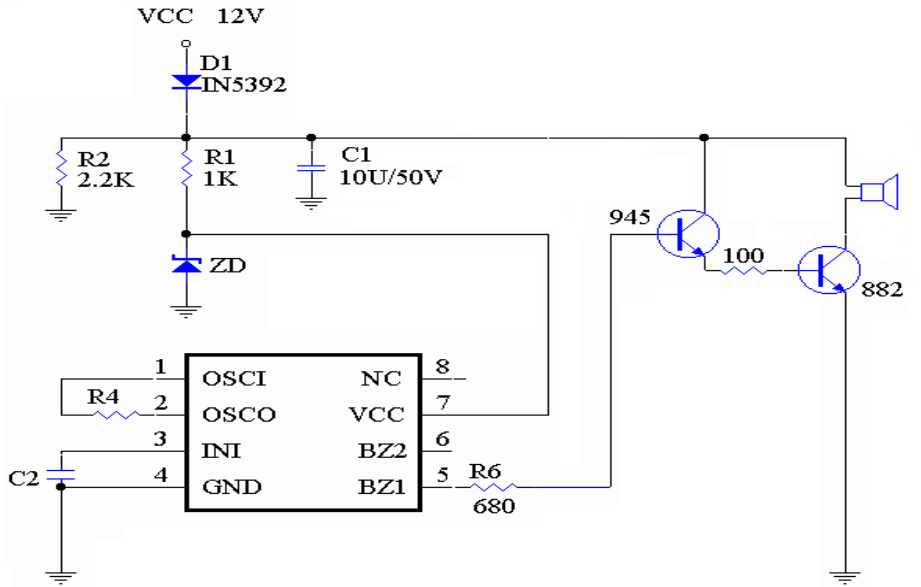 VCC 12V
D1
IN5392
R2
2.2K
R1
1K
C1
10U/50V
945
100
882
ZD
1 OSCI NC 8
R4
2 OSCO VCC 7
3 INI BZ2 6
C2
4 GND BZ1 5
R6
680